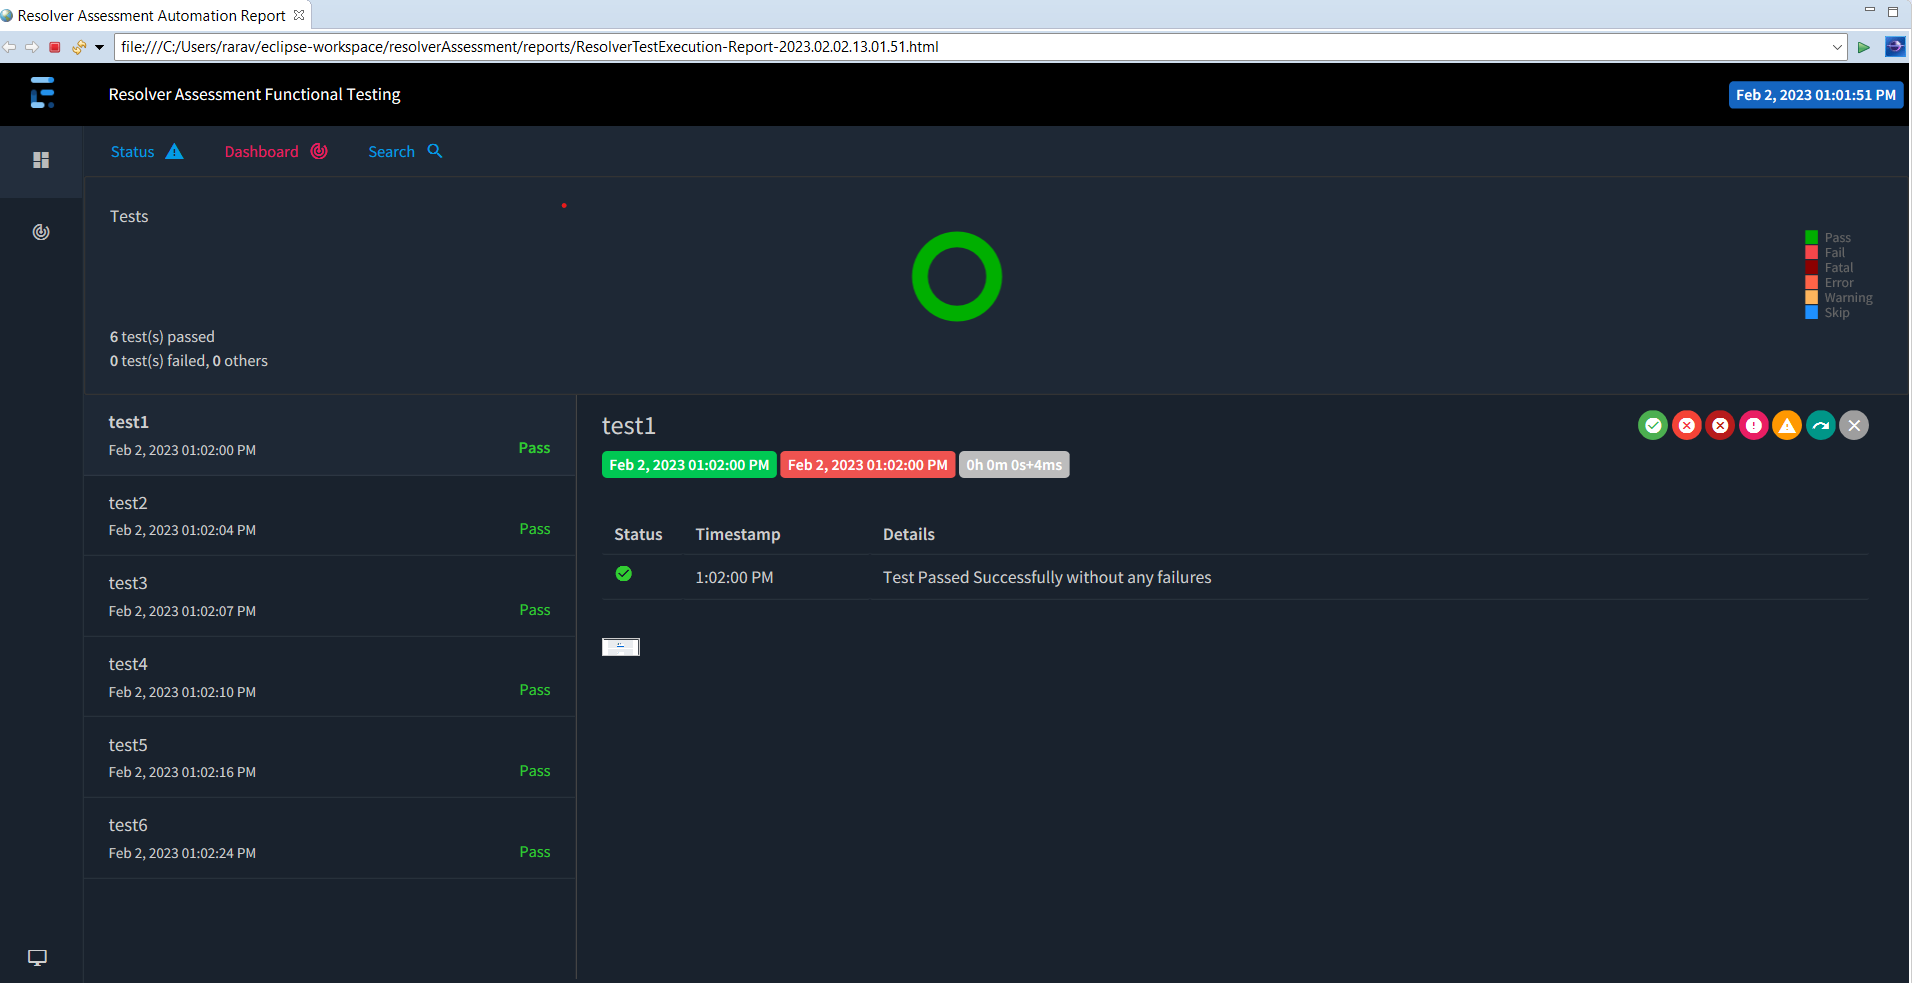 Resolver Assessment Automation Report
file:///C:/Users/rarav/eclipse-workspace/resolverAssessment/reports/ResolverTestExecution-Report-2023.02.02.13.01.51.html
Resolver Assessment Functional Testing
Feb 2, 2023 01:01:51 PM
Status
Dashboard
Search
Tests
6 test(s) passed
0 test(s) failed, 0 others
Pass
Fail
Fatal
Error
Warning
Skip
test1
Feb 2, 2023 01:02:00 PM
Pass
test2
Feb 2, 2023 01:02:04 PM
Pass
test3
Feb 2, 2023 01:02:07 PM
Pass
test4
Feb 2, 2023 01:02:10 PM
Pass
test5
Feb 2, 2023 01:02:16 PM
Pass
test6
Feb 2, 2023 01:02:24 PM
Pass
test1
Feb 2, 2023 01:02:00 PM Feb 2, 2023 01:02:00 PM 0h 0m 0s+4ms
Status Timestamp Details
1:02:00 PM Test Passed Successfully without any failures